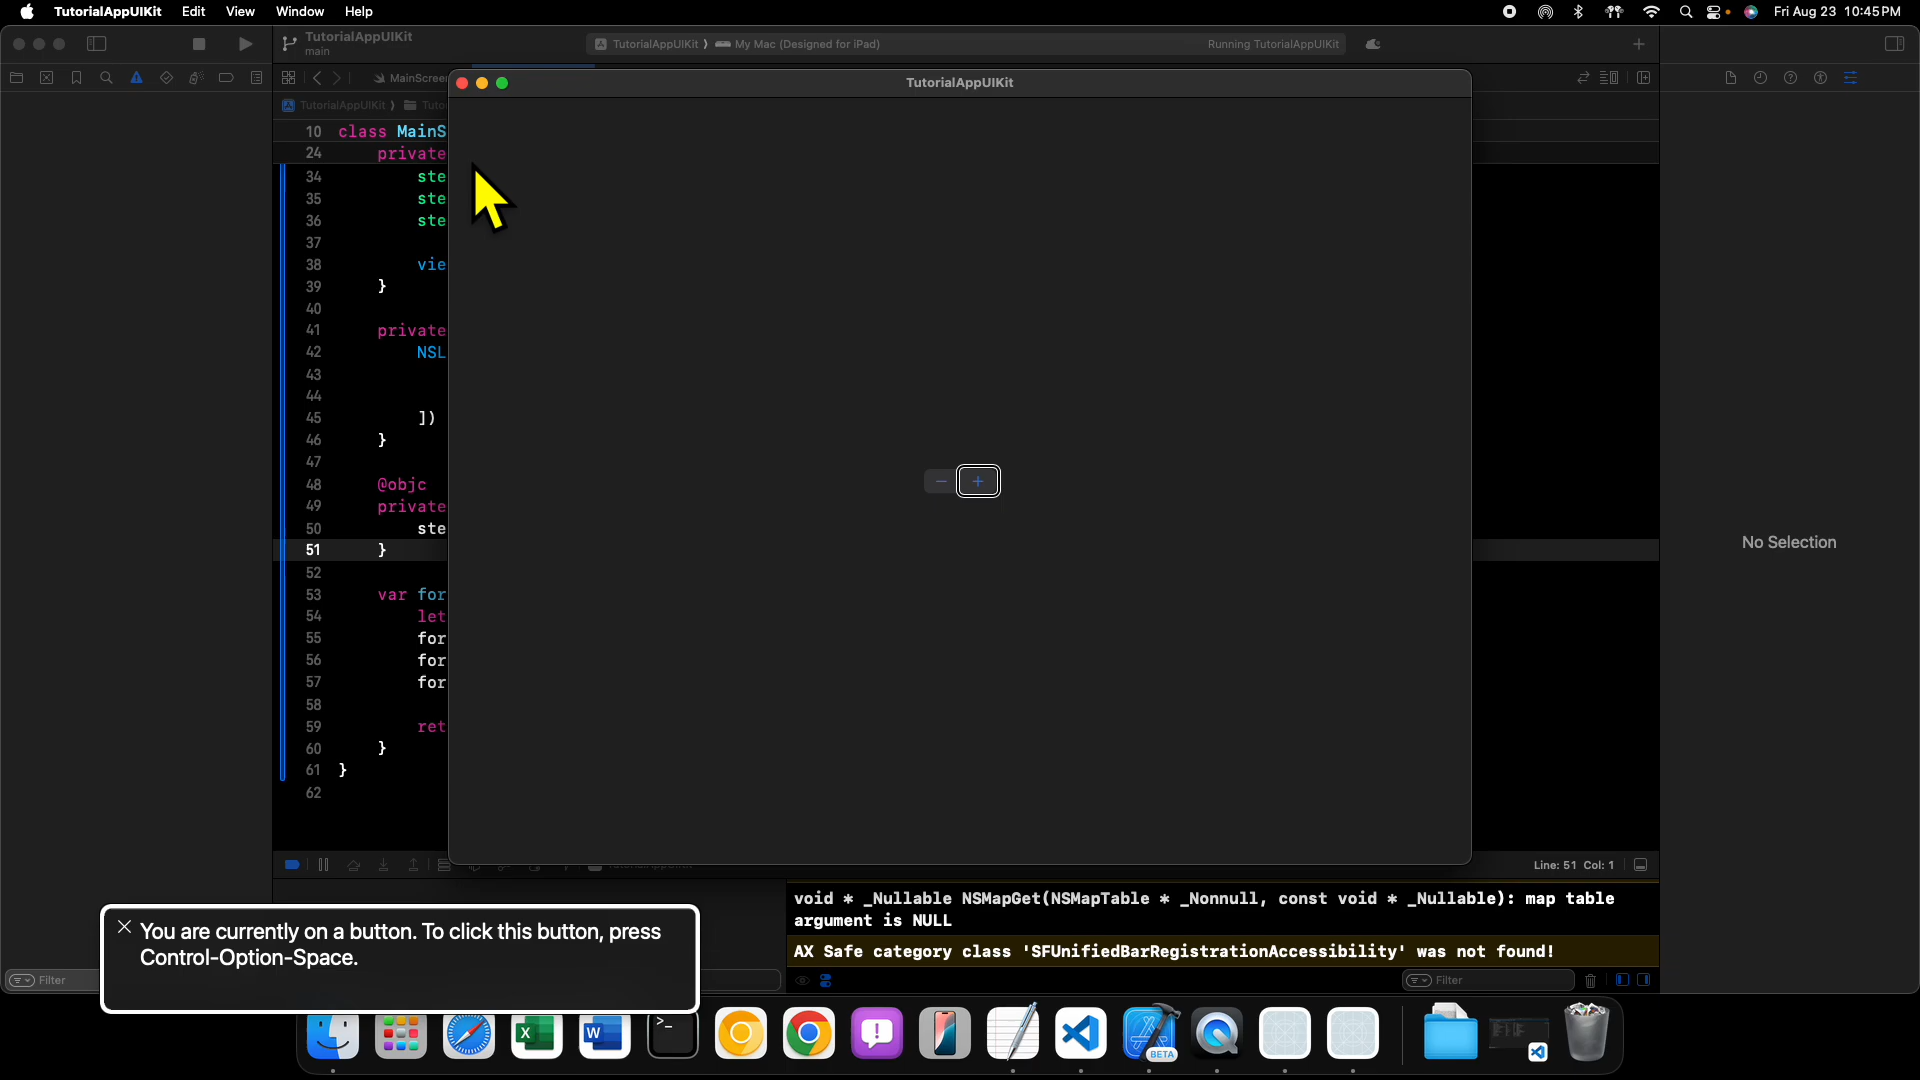 TutorialAppUIKit Edit View Window Help Fri Aug 23 10:45 PM
TutorialAppUIKit
main
TutorialAppUIKit ⟩ My Mac (Designed for iPad) Running TutorialAppUIKit
MainScreen
TutorialAppUIKit
TutorialAppUIKit ⟩ Tuto
10 class MainS
24 private
34 ste
35 ste
36 ste
37
38 vie
39 }
40
41 private
42 NSL
43
44
45 ])
46 }
47
48 @objc
49 private
50 ste
51 }
52
53 var for
54 let
55 for
56 for
57 for
58
59 ret
60 }
61 }
62
− +
No Selection
Line: 51 Col: 1
void * _Nullable NSMapGet(NSMapTable * _Nonnull, const void * _Nullable): map table
argument is NULL
AX Safe category class 'SFUnifiedBarRegistrationAccessibility' was not found!
Filter
Filter
You are currently on a button. To click this button, press
Control-Option-Space.
BETA